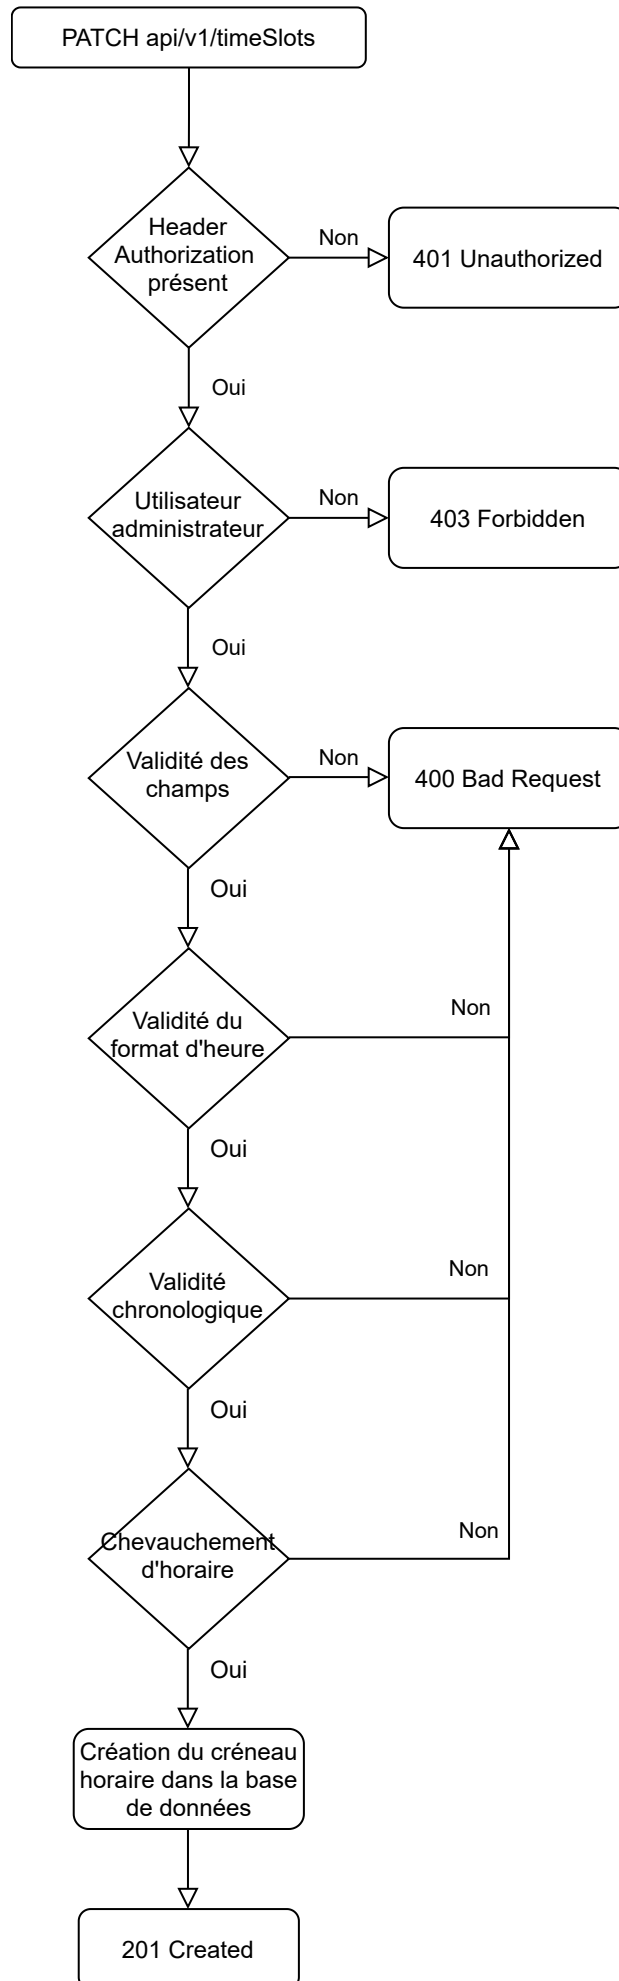 PATCH api/v1/timeSlots
Header
Authorization
présent
Non
401 Unauthorized
Oui
Utilisateur
administrateur
Non
403 Forbidden
Oui
Validité des
champs
Non
400 Bad Request
Oui
Validité du
format d'heure
Non
Oui
Validité
chronologique
Non
Oui
Chevauchement
d'horaire
Non
Oui
Création du créneau
horaire dans la base
de données
201 Created